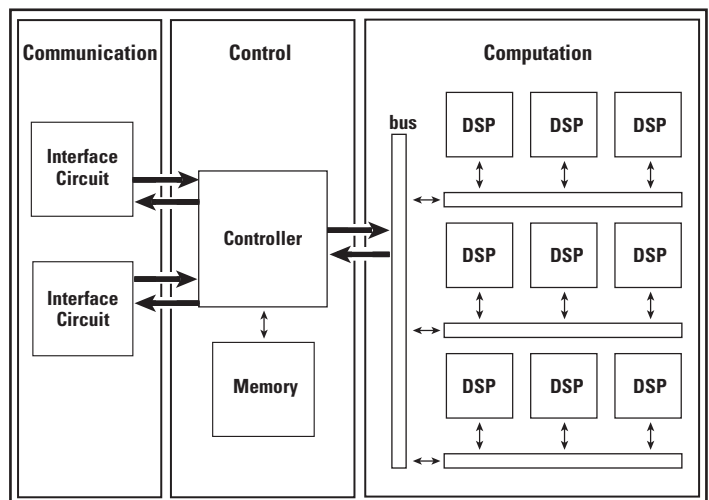 Communication
Control
Computation
Interface
Circuit
Interface
Circuit
Controller
Memory
bus
DSP DSP DSP
DSP DSP DSP
DSP DSP DSP